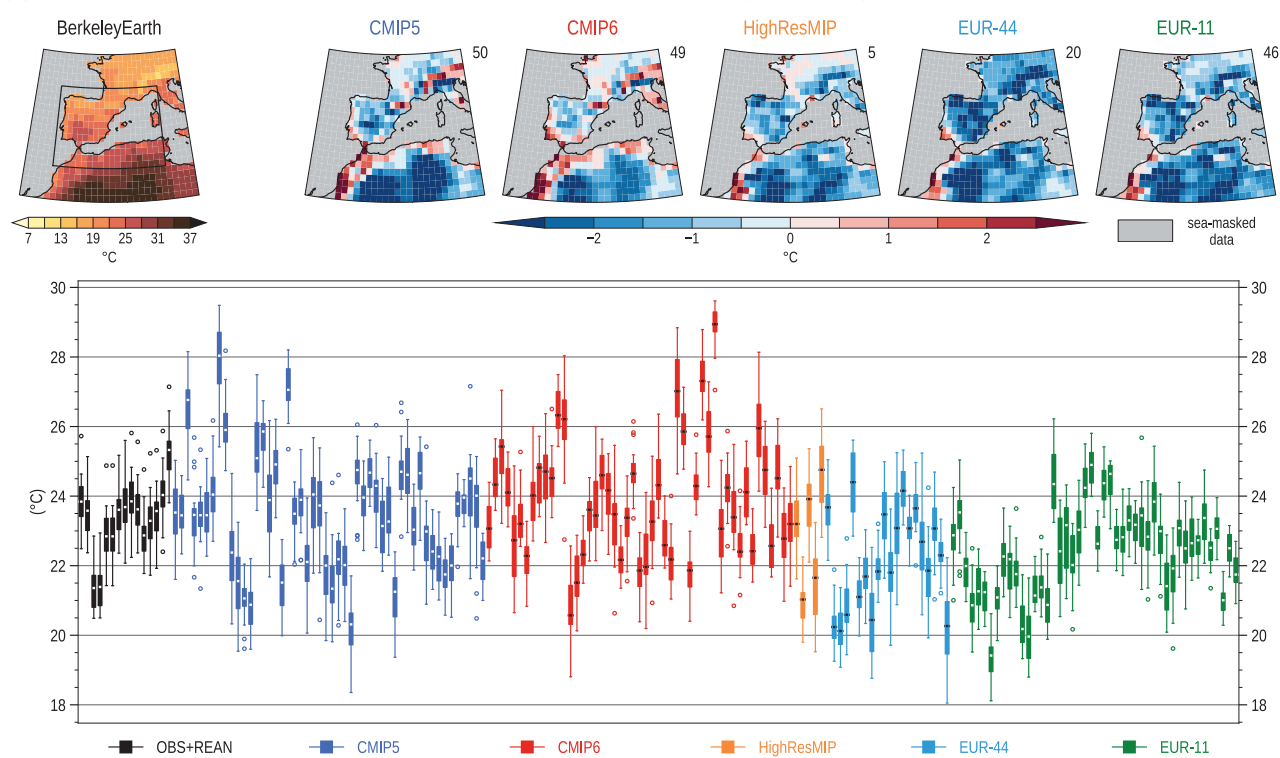 BerkeleyEarth
CMIP5
CMIP6
HighResMIP
EUR-44
EUR-11
50
49
5
20
46
7 13 19 25 31 37
°C
−2 −1 0 1 2
°C
sea-masked
data
30 30
28 28
26 26
24 24
22 22
20 20
18 18
(°C)
OBS+REAN CMIP5 CMIP6 HighResMIP EUR-44 EUR-11